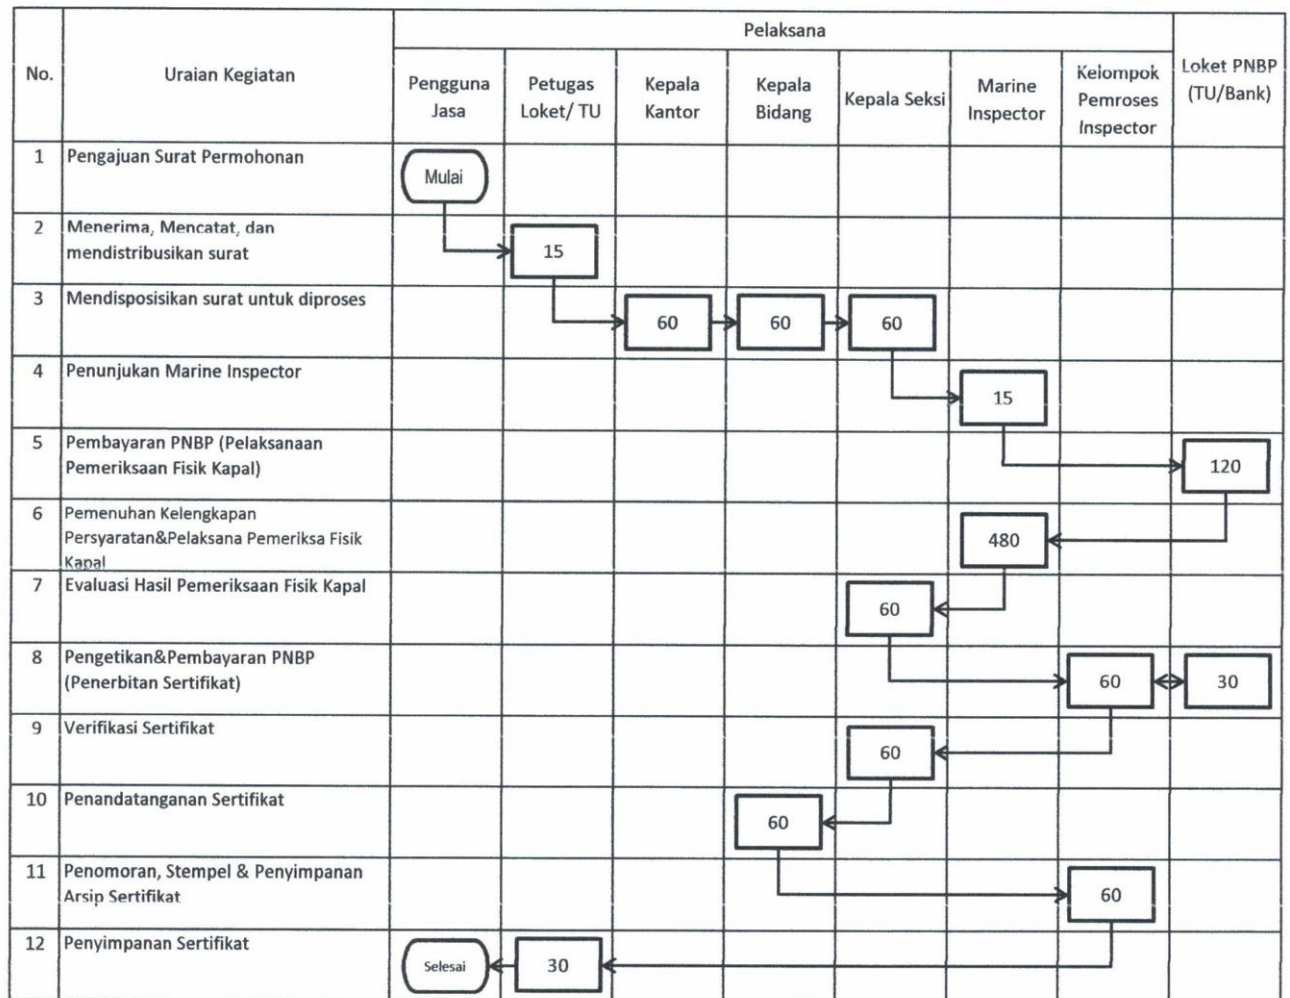 Pelaksana
No.
Uraian Kegiatan
Pengguna
Jasa
Petugas
Loket/ TU
Kepala
Kantor
Kepala
Bidang
Kepala Seksi
Marine
Inspector
Kelompok
Pemroses
Inspector
Loket PNBP
(TU/Bank)
1
Pengajuan Surat Permohonan
Mulai
2
Menerima, Mencatat, dan
mendistribusikan surat
15
3
Mendisposisikan surat untuk diproses
60
60
60
4
Penunjukan Marine Inspector
15
5
Pembayaran PNBP (Pelaksanaan
Pemeriksaan Fisik Kapal)
120
6
Pemenuhan Kelengkapan
Persyaratan&Pelaksana Pemeriksa Fisik
Kapal
480
7
Evaluasi Hasil Pemeriksaan Fisik Kapal
60
8
Pengetikan&Pembayaran PNBP
(Penerbitan Sertifikat)
60
30
9
Verifikasi Sertifikat
60
10
Penandatanganan Sertifikat
60
11
Penomoran, Stempel & Penyimpanan
Arsip Sertifikat
60
12
Penyimpanan Sertifikat
Selesai
30